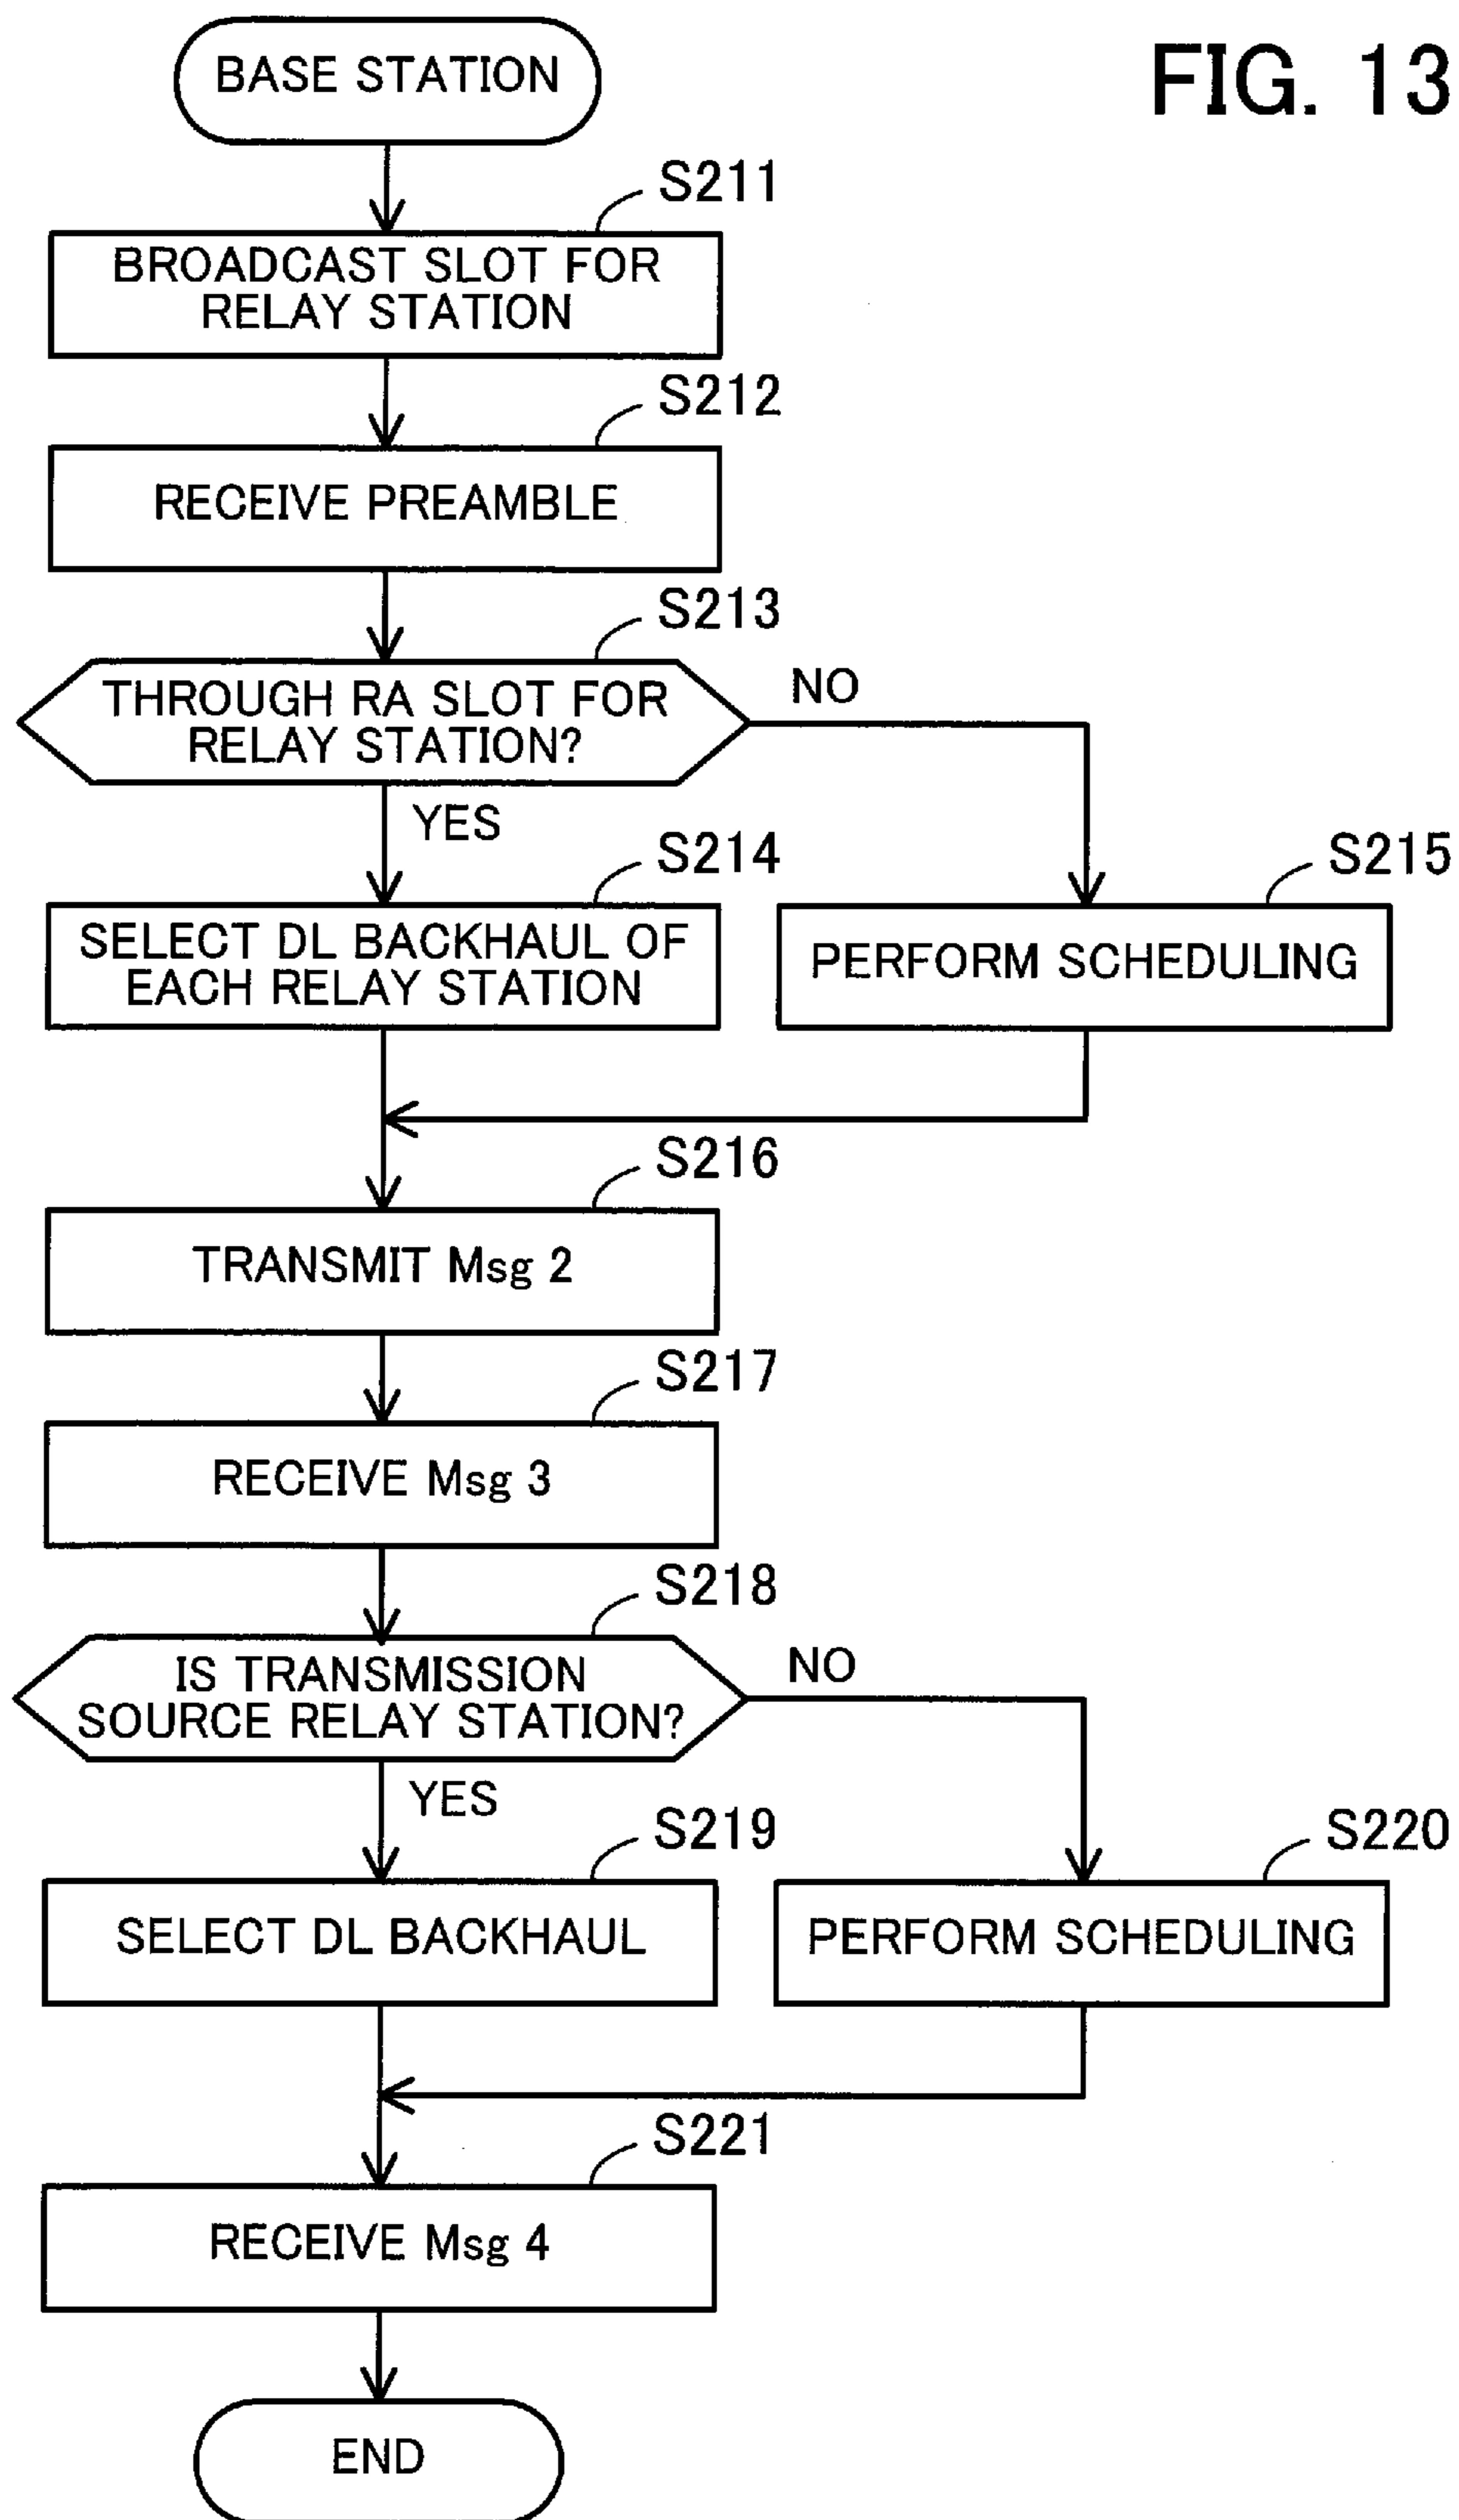 FIG. 13
BASE STATION
S211
BROADCAST SLOT FOR
RELAY STATION
S212
RECEIVE PREAMBLE
S213
THROUGH RA SLOT FOR
RELAY STATION?
NO
YES
S214
SELECT DL BACKHAUL OF
EACH RELAY STATION
S215
PERFORM SCHEDULING
S216
TRANSMIT Msg 2
S217
RECEIVE Msg 3
S218
IS TRANSMISSION
SOURCE RELAY STATION?
NO
YES
S219
SELECT DL BACKHAUL
S220
PERFORM SCHEDULING
S221
RECEIVE Msg 4
END